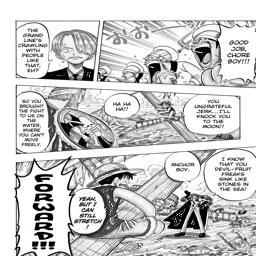 GOOD
JOB,
CHORE
BOY!!!
THE
GRAND
LINE'S
CRAWLING
WITH
PEOPLE
LIKE
THAT,
EH?
YOU
UNGRATEFUL
JERK...I'LL
KNOCK YOU
TO THE
MOON!!
HA HA
HA!!
SO YOU
BROUGHT THE
FIGHT TO US
ON THE
WATER,
WHERE YOU
CAN'T MOVE
FREELY.
I KNOW
THAT YOU
DEVIL-FRUIT
FREAKS
SINK LIKE
STONES IN
THE SEA!
ANCHOR
BOY.
YEAH,
BUT I
CAN STILL
STRETCH!
FORWARD!!!